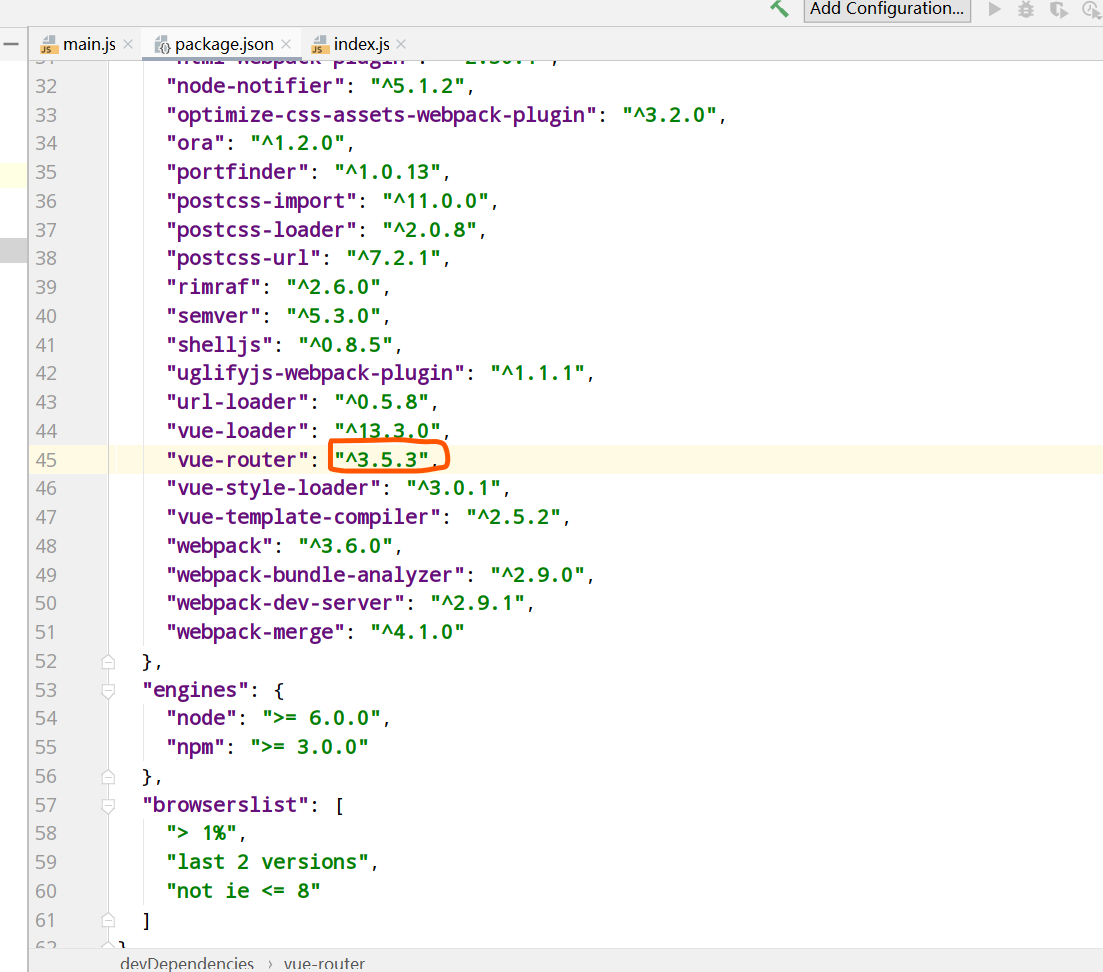 Add Configuration...
main.js package.json index.js
31 "html-webpack-plugin": "^2.30.1",
32 "node-notifier": "^5.1.2",
33 "optimize-css-assets-webpack-plugin": "^3.2.0",
34 "ora": "^1.2.0",
35 "portfinder": "^1.0.13",
36 "postcss-import": "^11.0.0",
37 "postcss-loader": "^2.0.8",
38 "postcss-url": "^7.2.1",
39 "rimraf": "^2.6.0",
40 "semver": "^5.3.0",
41 "shelljs": "^0.8.5",
42 "uglifyjs-webpack-plugin": "^1.1.1",
43 "url-loader": "^0.5.8",
44 "vue-loader": "^13.3.0",
45 "vue-router": "^3.5.3",
46 "vue-style-loader": "^3.0.1",
47 "vue-template-compiler": "^2.5.2",
48 "webpack": "^3.6.0",
49 "webpack-bundle-analyzer": "^2.9.0",
50 "webpack-dev-server": "^2.9.1",
51 "webpack-merge": "^4.1.0"
52 },
53 "engines": {
54 "node": ">= 6.0.0",
55 "npm": ">= 3.0.0"
56 },
57 "browserslist": [
58 "> 1%",
59 "last 2 versions",
60 "not ie <= 8"
61 ]
62 }
devDependencies › vue-router